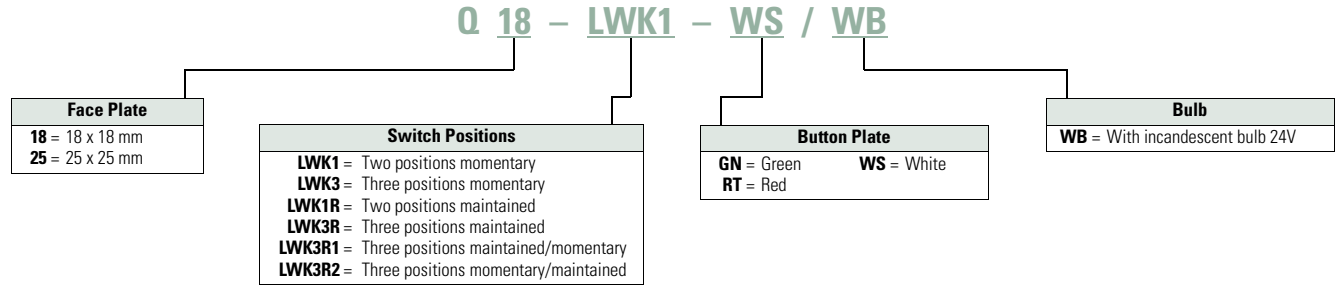 Q 18 – LWK1 – WS / WB
Face Plate
18 = 18 x 18 mm
25 = 25 x 25 mm
Switch Positions
LWK1 = Two positions momentary
LWK3 = Three positions momentary
LWK1R = Two positions maintained
LWK3R = Three positions maintained
LWK3R1 = Three positions maintained/momentary
LWK3R2 = Three positions momentary/maintained
Button Plate
GN = Green WS = White
RT = Red
Bulb
WB = With incandescent bulb 24V